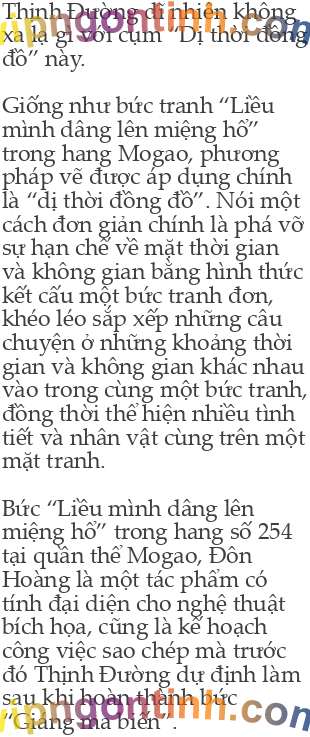 Thịnh Đường dĩ nhiên không
xa lạ gì với cụm “Dị thời đồng
đồ” này.
Giống như bức tranh “Liều
mình dâng lên miệng hổ”
trong hang Mogao, phương
pháp vẽ được áp dụng chính
là “dị thời đồng đồ”. Nói một
cách đơn giản chính là phá vỡ
sự hạn chế về mặt thời gian
và không gian bằng hình thức
kết cấu một bức tranh đơn,
khéo léo sắp xếp những câu
chuyện ở những khoảng thời
gian và không gian khác nhau
vào trong cùng một bức tranh,
đồng thời thể hiện nhiều tình
tiết và nhân vật cùng trên một
mặt tranh.
Bức “Liều mình dâng lên
miệng hổ” trong hang số 254
tại quần thể Mogao, Đôn
Hoàng là một tác phẩm có
tính đại diện cho nghệ thuật
bích họa, cũng là kế hoạch
công việc sao chép mà trước
đó Thịnh Đường dự định làm
sau khi hoàn thành bức
“Giáng ma biến”.
vupngontinh.com
vupngontinh.com